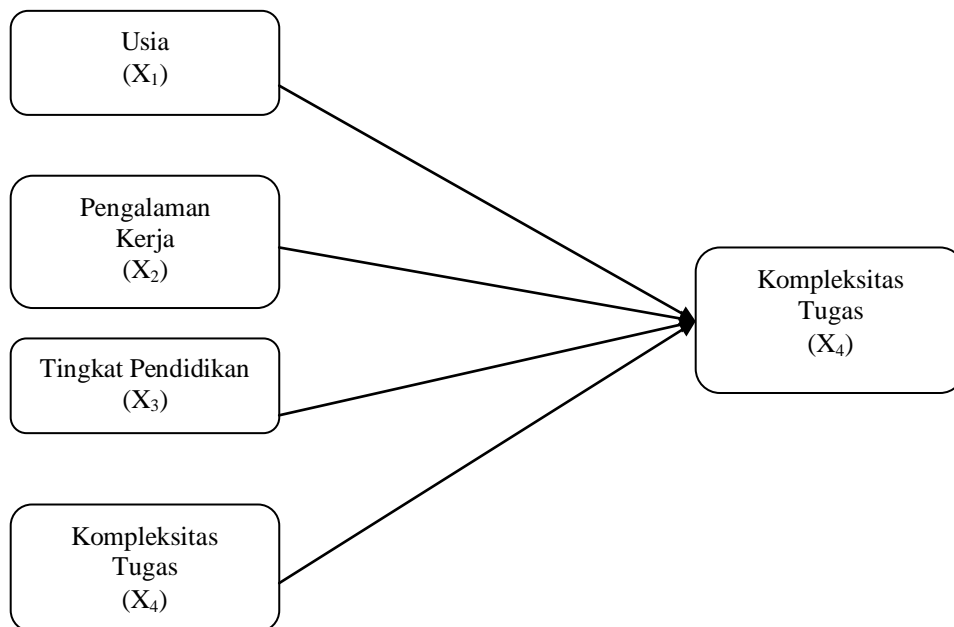 Usia
(X₁)
Pengalaman
Kerja
(X₂)
Tingkat Pendidikan
(X₃)
Kompleksitas
Tugas
(X₄)
Kompleksitas
Tugas
(X₄)